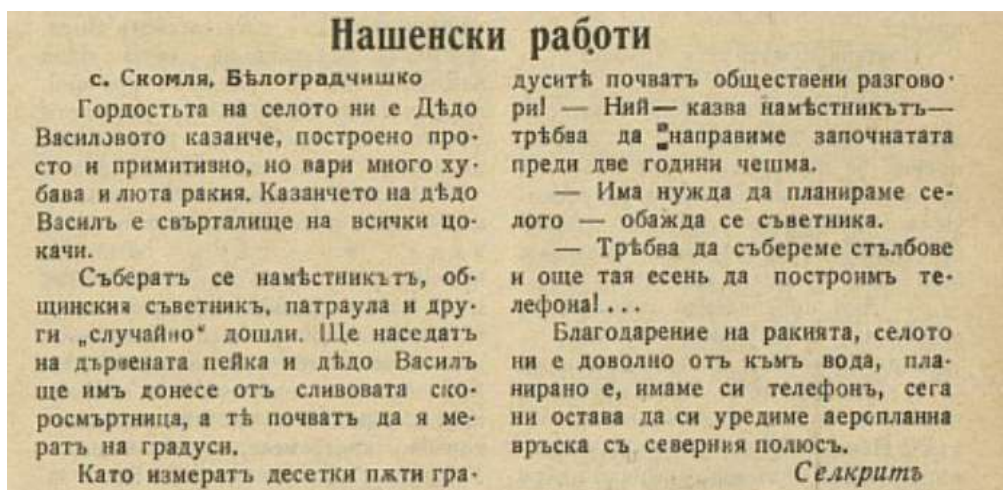 Нашенски работи
с. Скомля, Бѣлоградчишко
Гордостьта на селото ни е Дѣдо
Василовото казанче, построено про-
сто и примитивно, но вари много ху-
бава и люта ракия. Казанчето на дѣдо
Василъ е свърталище на всички цо-
качи.
Събератъ се намѣстникътъ, об-
щинския съветникъ, патраула и дру-
ги „случайно“ дошли. Ще наседатъ
на дървената пейка и дѣдо Василъ
ще имъ донесе отъ сливовата ско-
росмъртница, а тѣ почватъ да я ме-
ратъ на градуси.
Като измератъ десетки пѫти гра-
дуситѣ почватъ обществени разгово-
ри! — Ний — казва намѣстникътъ —
трѣбва да направиме започнатата
преди две години чешма.
— Има нужда да планираме се-
лото — обажда се съветника.
— Трѣбва да събереме стълбове
и още тая есень да построимъ те-
лефона!...
Благодарение на ракията, селото
ни е доволно отъ къмъ вода, пла-
нирано е, имаме си телефонъ, сега
ни остава да си уредиме аеропланна
връска съ северния полюсъ.
Селкритъ